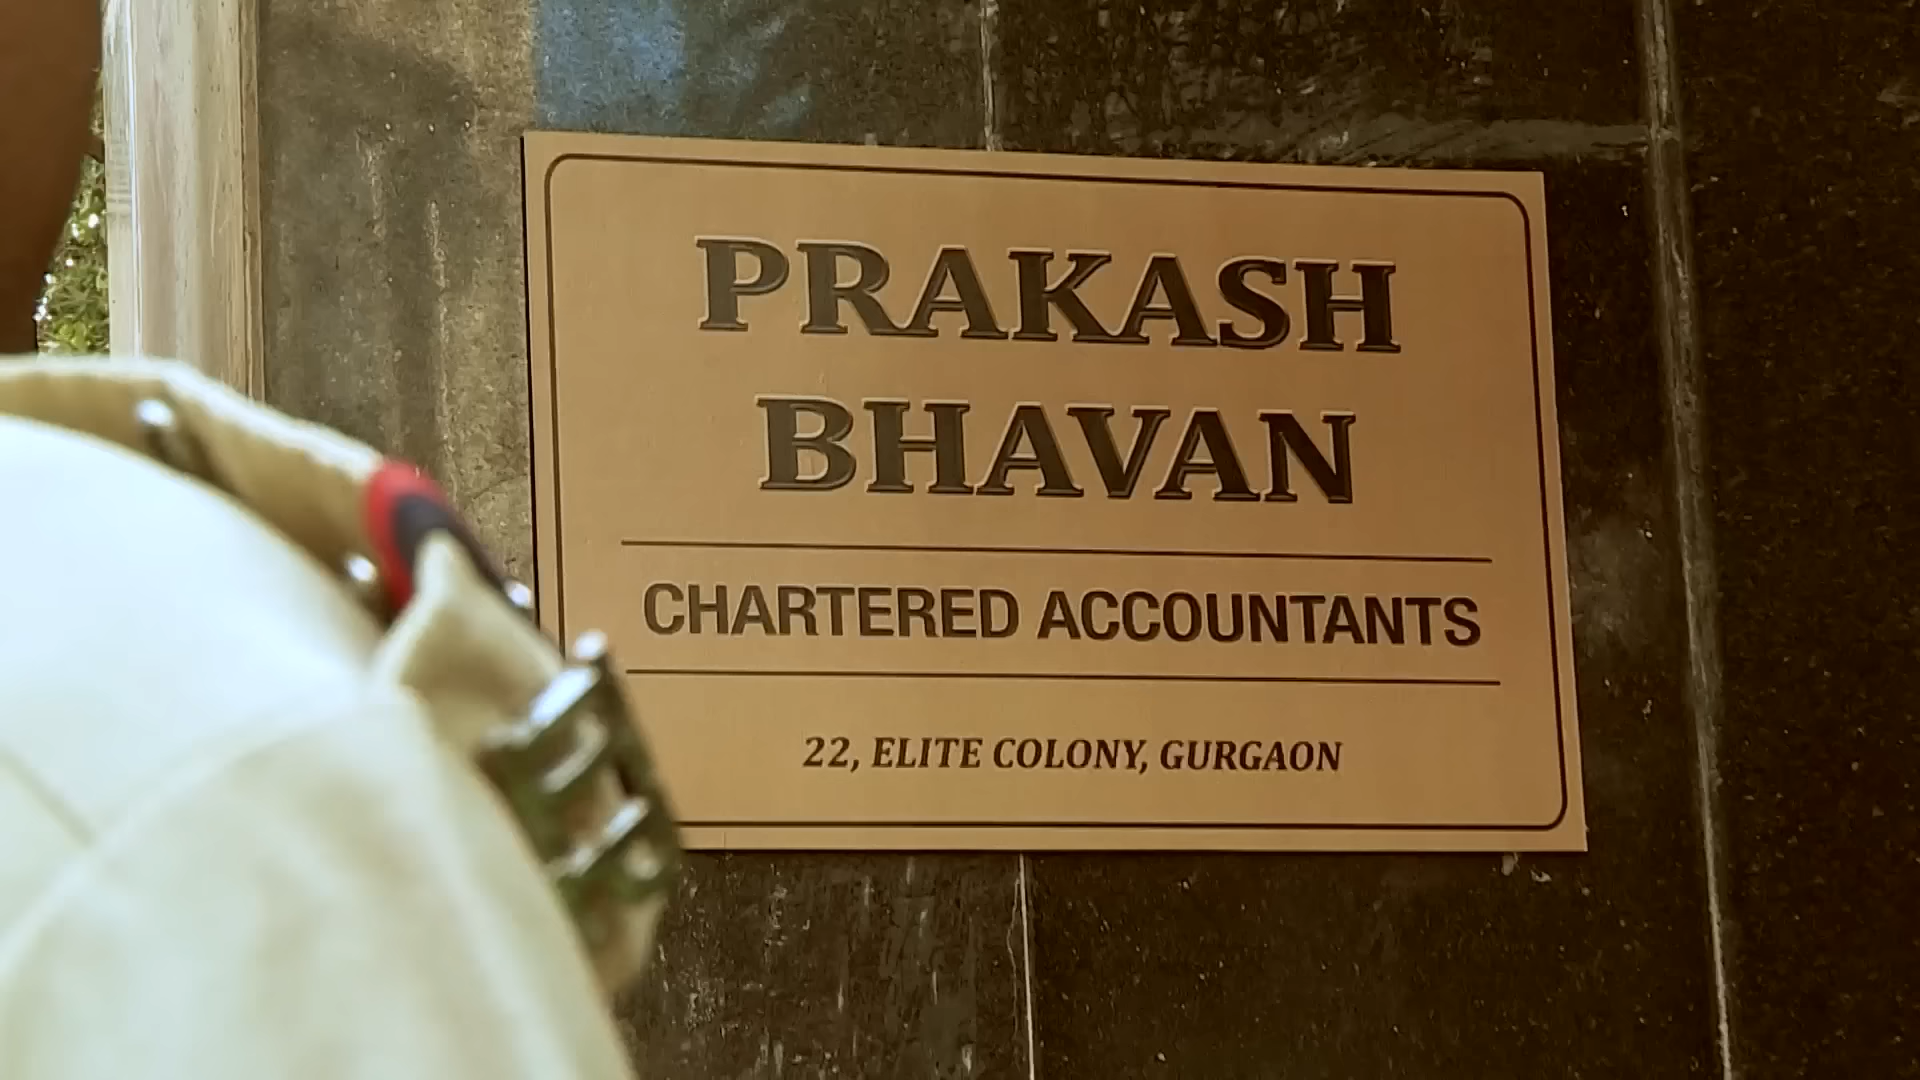 PRAKASH
BHAVAN
CHARTERED ACCOUNTANTS
22, ELITE COLONY, GURGAON